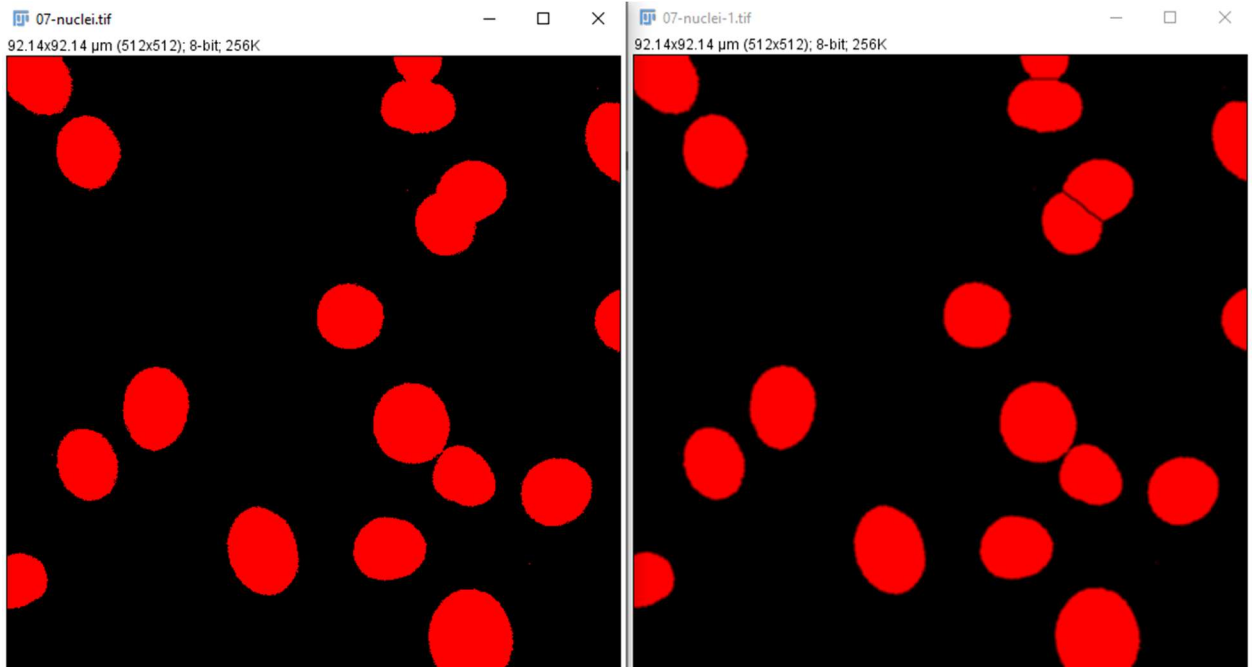 07-nuclei.tif
92.14x92.14 µm (512x512); 8-bit; 256K
07-nuclei-1.tif
92.14x92.14 µm (512x512); 8-bit; 256K